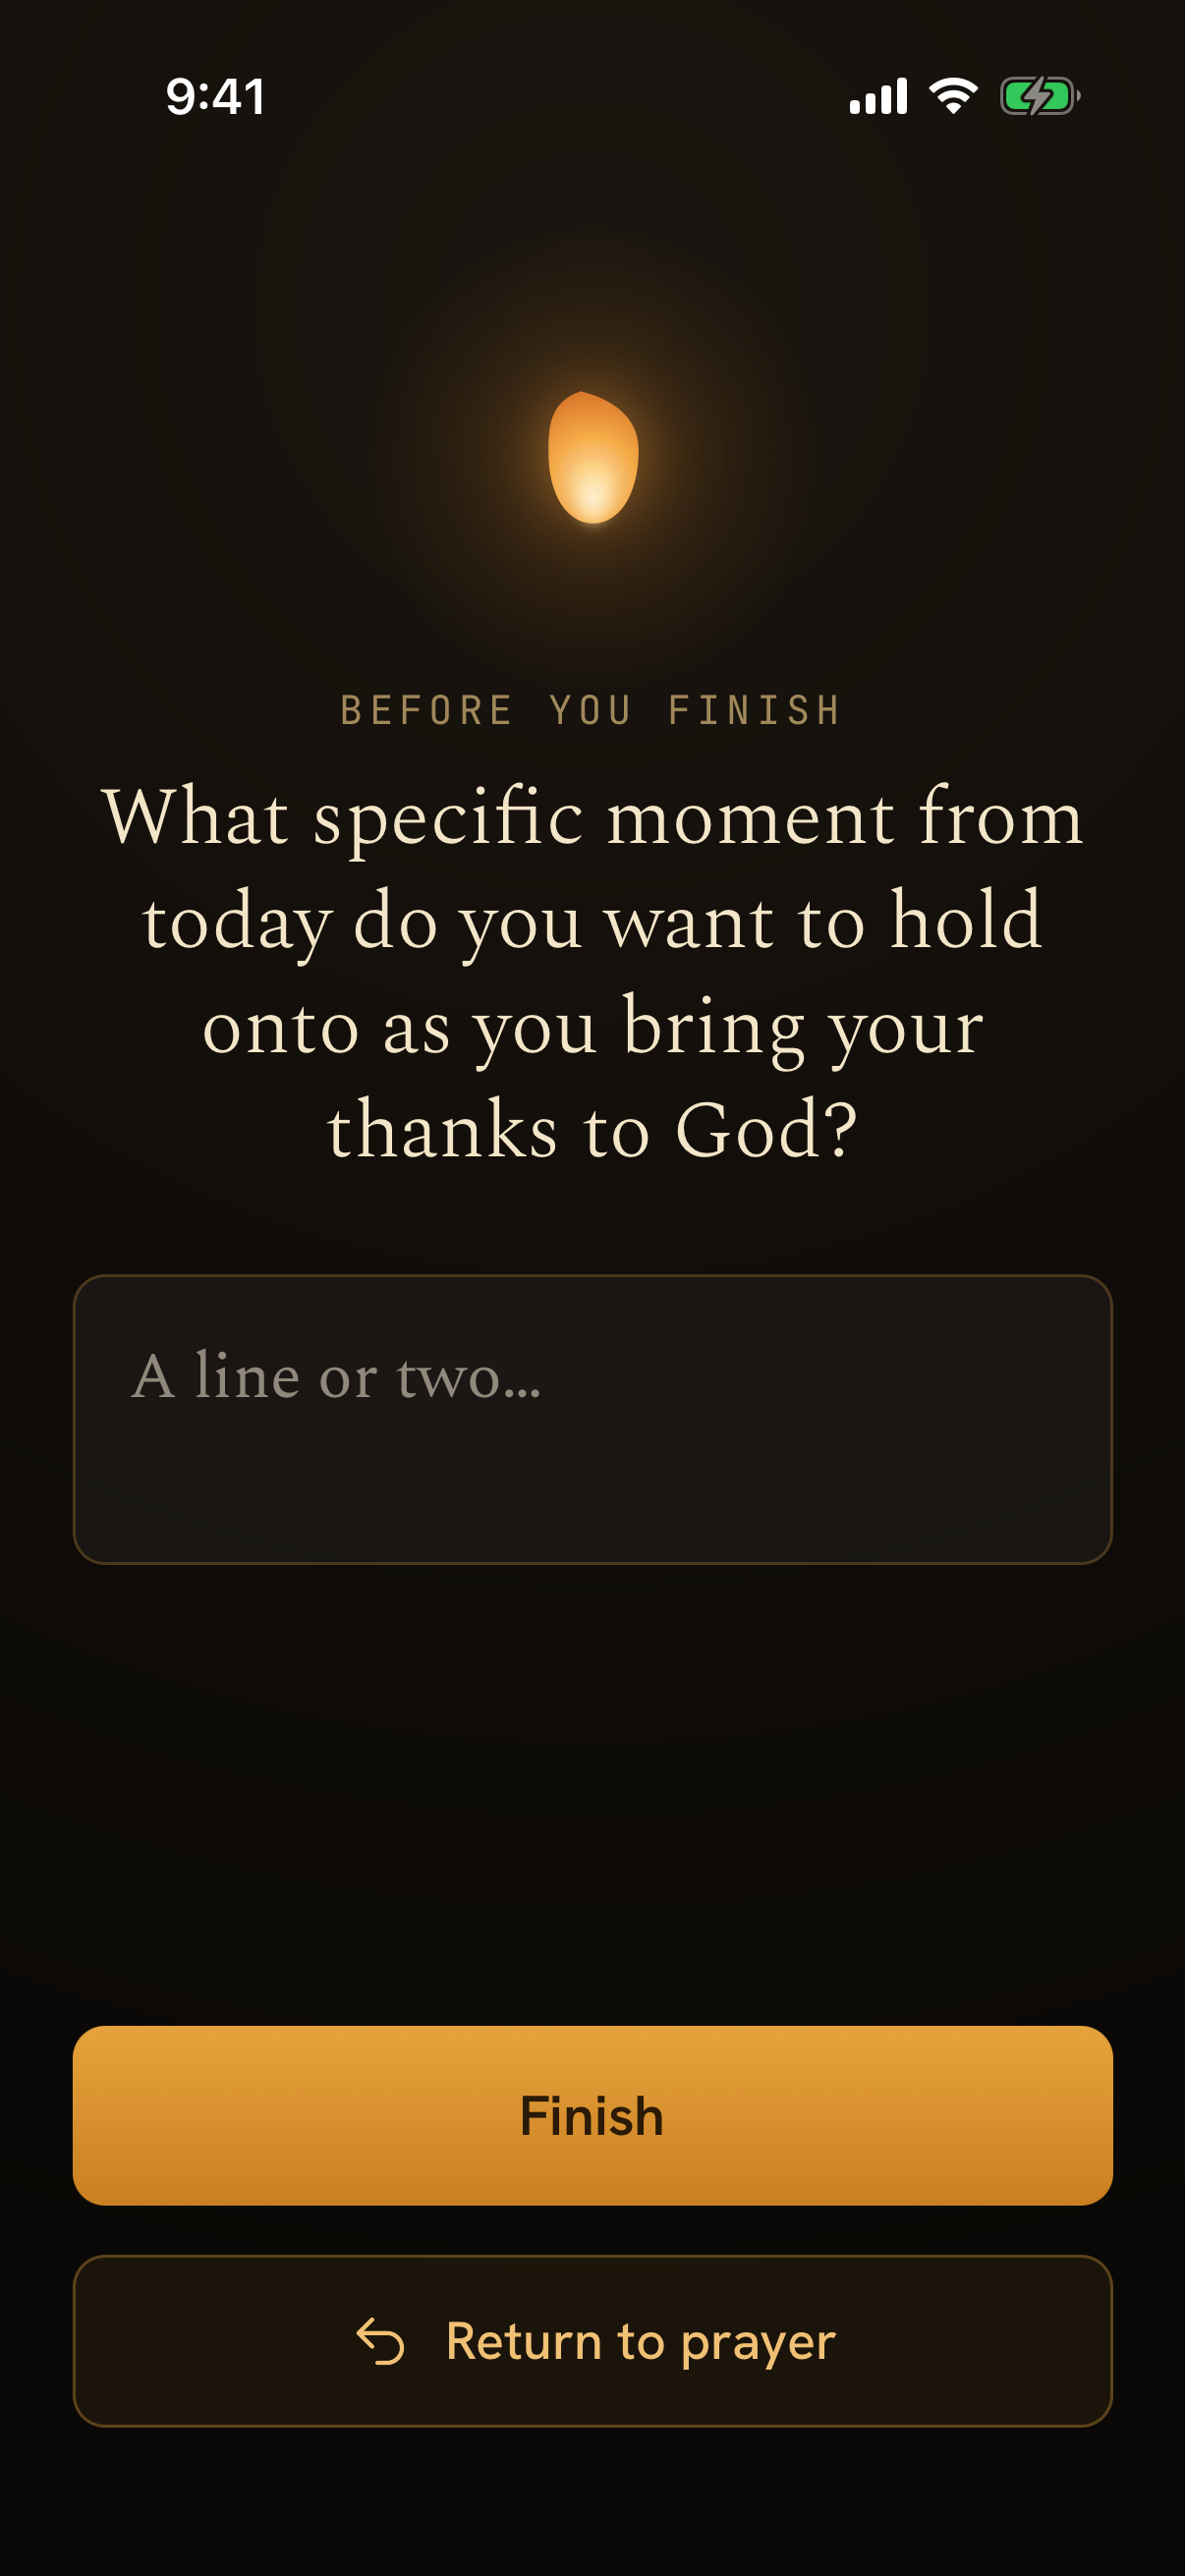 9:41
BEFORE YOU FINISH
What specific moment from
today do you want to hold
onto as you bring your
thanks to God?
A line or two…
Finish
Return to prayer